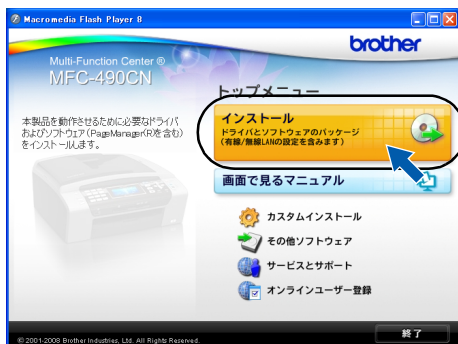 Macromedia Flash Player 8
brother
Multi-Function Center ®
MFC-490CN
トップメニュー
本製品を動作させるために必要なドライバ
およびソフトウェア(PageManager(Rを含む)
をインストールします。
インストール
ドライバとソフトウェアのパッケージ
(有線/無線LANの設定を含みます)
画面で見るマニュアル
カスタムインストール
その他ソフトウェア
サービスとサポート
オンラインユーザー登録
© 2001-2008 Brother Industries, Ltd. All Rights Reserved.
終了